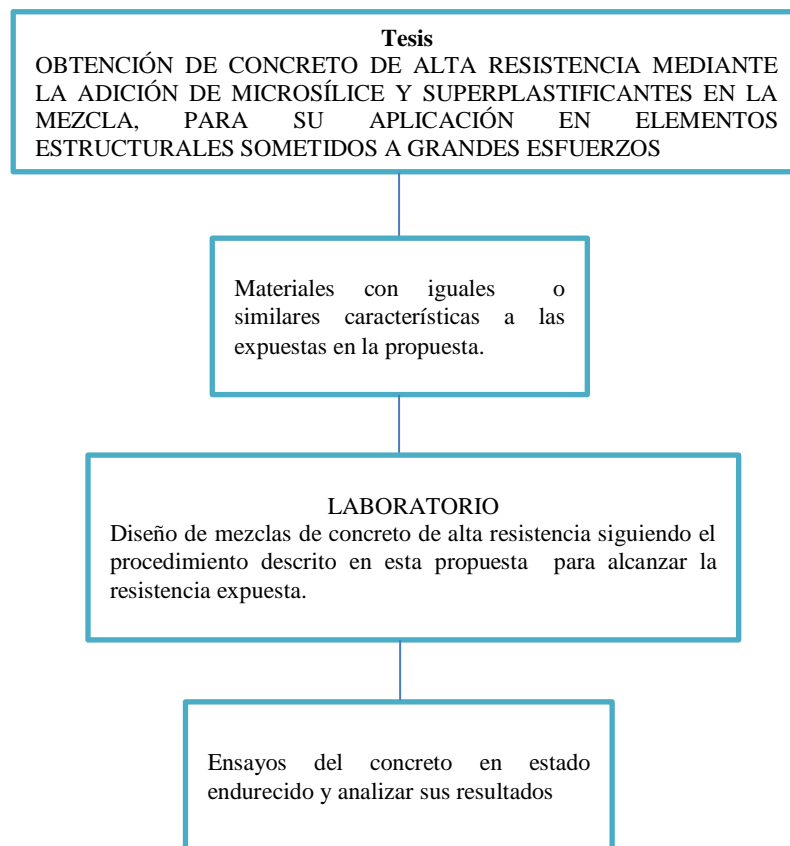 Tesis
OBTENCIÓN DE CONCRETO DE ALTA RESISTENCIA MEDIANTE
LA ADICIÓN DE MICROSÍLICE Y SUPERPLASTIFICANTES EN LA
MEZCLA, PARA SU APLICACIÓN EN ELEMENTOS
ESTRUCTURALES SOMETIDOS A GRANDES ESFUERZOS
Materiales con iguales o
similares características a las
expuestas en la propuesta.
LABORATORIO
Diseño de mezclas de concreto de alta resistencia siguiendo el
procedimiento descrito en esta propuesta para alcanzar la
resistencia expuesta.
Ensayos del concreto en estado
endurecido y analizar sus resultados